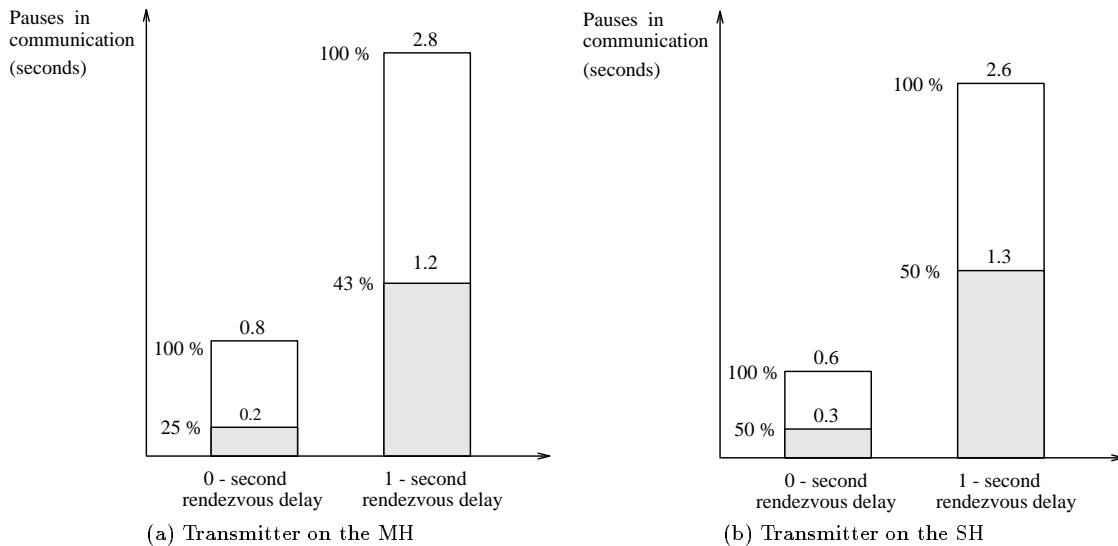 Pauses in
communication
(seconds)
100 %
2.8
43 %
1.2
100 %
0.8
25 %
0.2
0 - second
rendezvous delay
1 - second
rendezvous delay
(a) Transmitter on the MH
Pauses in
communication
(seconds)
100 %
2.6
50 %
1.3
100 %
0.6
50 %
0.3
0 - second
rendezvous delay
1 - second
rendezvous delay
(b) Transmitter on the SH